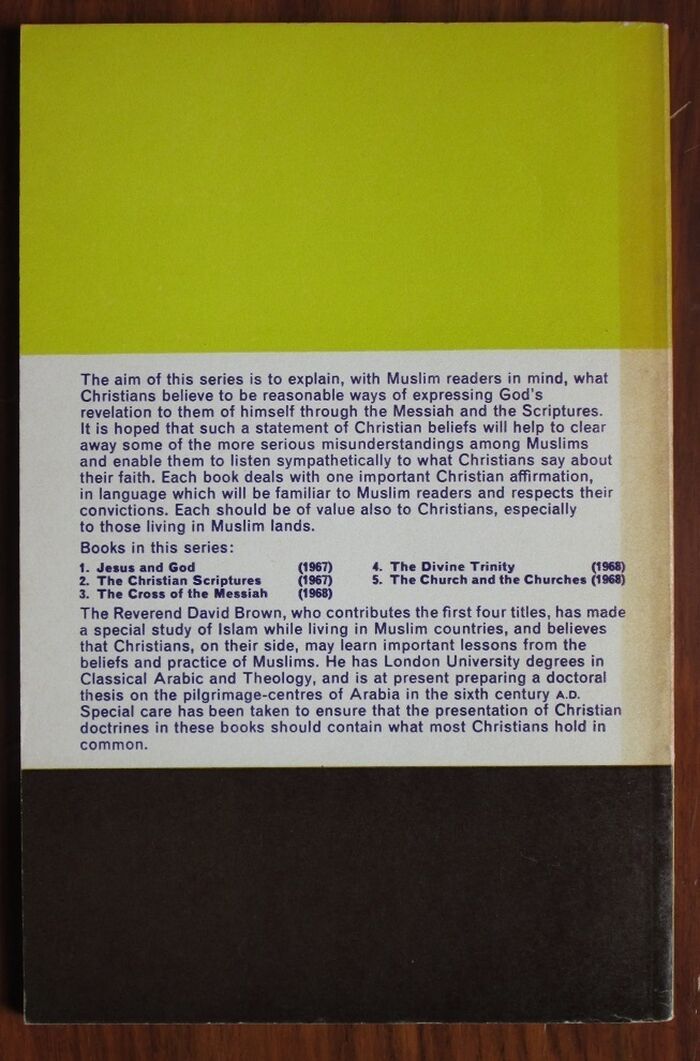 The aim of this series is to explain, with Muslim readers in mind, what
Christians believe to be reasonable ways of expressing God's
revelation to them of himself through the Messiah and the Scriptures.
It is hoped that such a statement of Christian beliefs will help to clear
away some of the more serious misunderstandings among Muslims
and enable them to listen sympathetically to what Christians say about
their faith. Each book deals with one important Christian affirmation,
in language which will be familiar to Muslim readers and respects their
convictions. Each should be of value also to Christians, especially
to those living in Muslim lands.
Books in this series:
1. Jesus and God (1967)
2. The Christian Scriptures (1967)
3. The Cross of the Messiah (1968)
4. The Divine Trinity (1968)
5. The Church and the Churches (1968)
The Reverend David Brown, who contributes the first four titles, has made
a special study of Islam while living in Muslim countries, and believes
that Christians, on their side, may learn important lessons from the
beliefs and practice of Muslims. He has London University degrees in
Classical Arabic and Theology, and is at present preparing a doctoral
thesis on the pilgrimage-centres of Arabia in the sixth century A.D.
Special care has been taken to ensure that the presentation of Christian
doctrines in these books should contain what most Christians hold in
common.